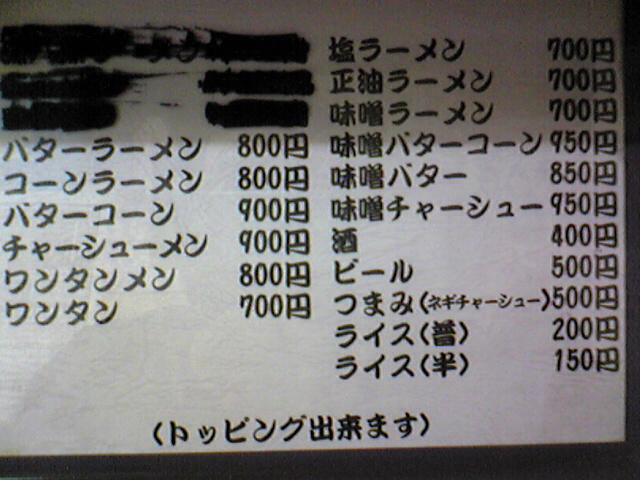 バターラーメン 800円
コーンラーメン 800円
バターコーン 900円
チャーシューメン 900円
ワンタンメン 800円
ワンタン 700円
塩ラーメン 700円
正油ラーメン 700円
味噌ラーメン 700円
味噌バターコーン 950円
味噌バター 850円
味噌チャーシュー 950円
酒 400円
ビール 500円
つまみ(ネギチャーシュー) 500円
ライス(普) 200円
ライス(半) 150円
(トッピング出来ます)